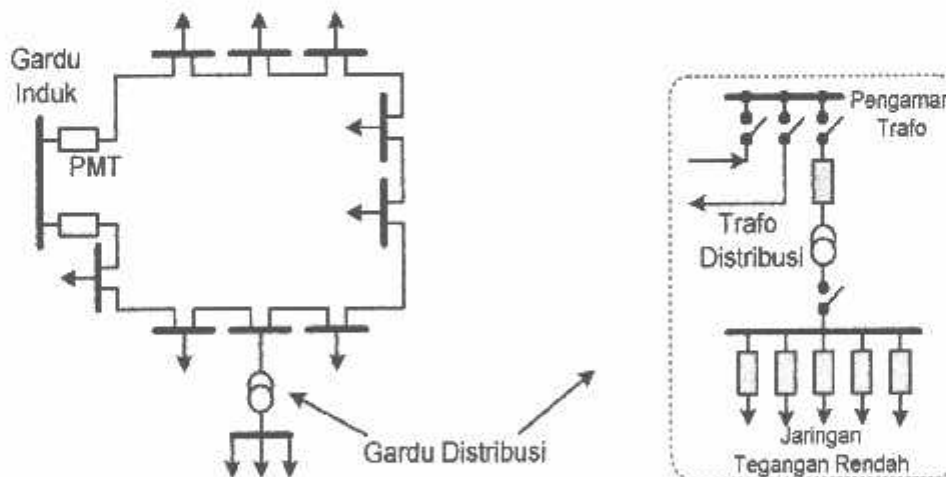 Gardu
Induk
PMT
Gardu Distribusi
Pengaman
Trafo
Trafo
Distribusi
Jaringan
Tegangan Rendah